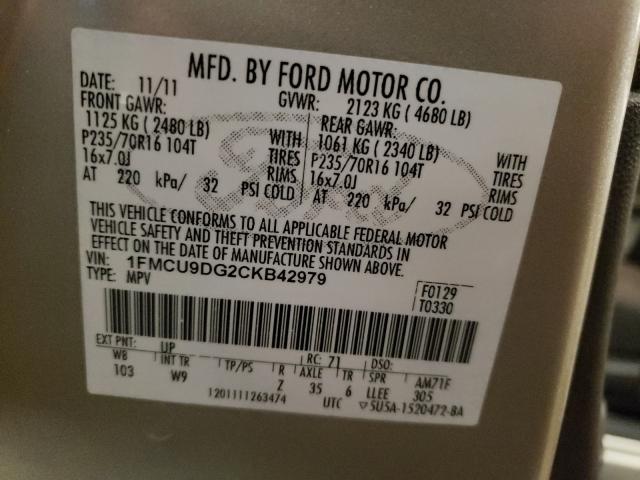 MFD. BY FORD MOTOR CO.
DATE: 11/11 GVWR: 2123 KG ( 4680 LB)
FRONT GAWR: REAR GAWR:
1125 KG ( 2480 LB) WITH 1061 KG ( 2340 LB) WITH
P235/70R16 104T TIRES P235/70R16 104T TIRES
16x7.0J RIMS 16x7.0J RIMS
AT 220 kPa/ 32 PSI COLD AT 220 kPa/ 32 PSI COLD
THIS VEHICLE CONFORMS TO ALL APPLICABLE FEDERAL MOTOR
VEHICLE SAFETY AND THEFT PREVENTION STANDARDS IN
EFFECT ON THE DATE OF MANUFACTURE SHOWN ABOVE.
VIN: 1FMCU9DG2CKB42979
TYPE: MPV
F0129
T0330
EXT PNT: UP RC: 71 DSO:
WB INT TR TP/PS R AXLE TR SPR AM71F
103 W9 Z 35 6 LLEE 305
1201111263474 UTC ▽5U5A-1520472-BA
Ford